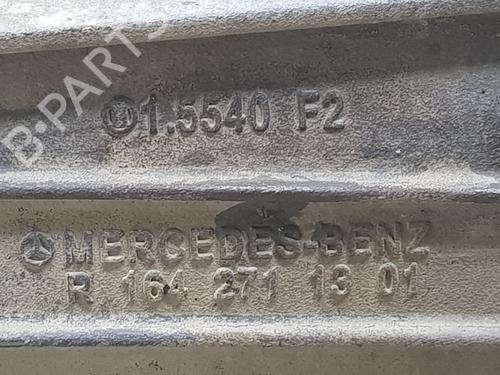 B-PARTS
1.5540 F2
MERCEDES-BENZ
R 164 271 13 01